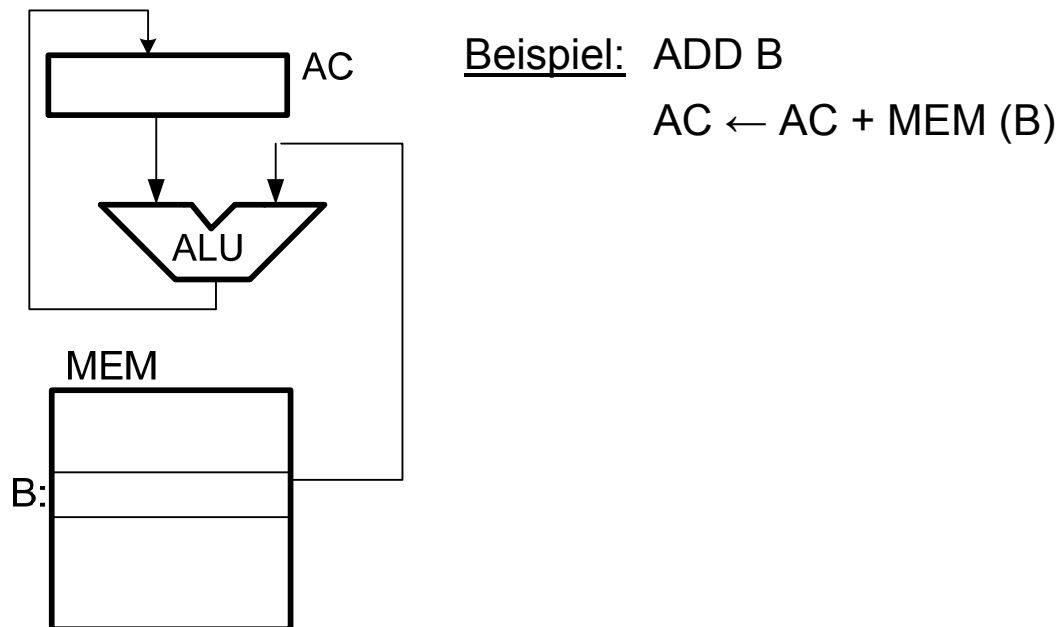 AC
Beispiel: ADD B
AC ← AC + MEM (B)
ALU
MEM
B: